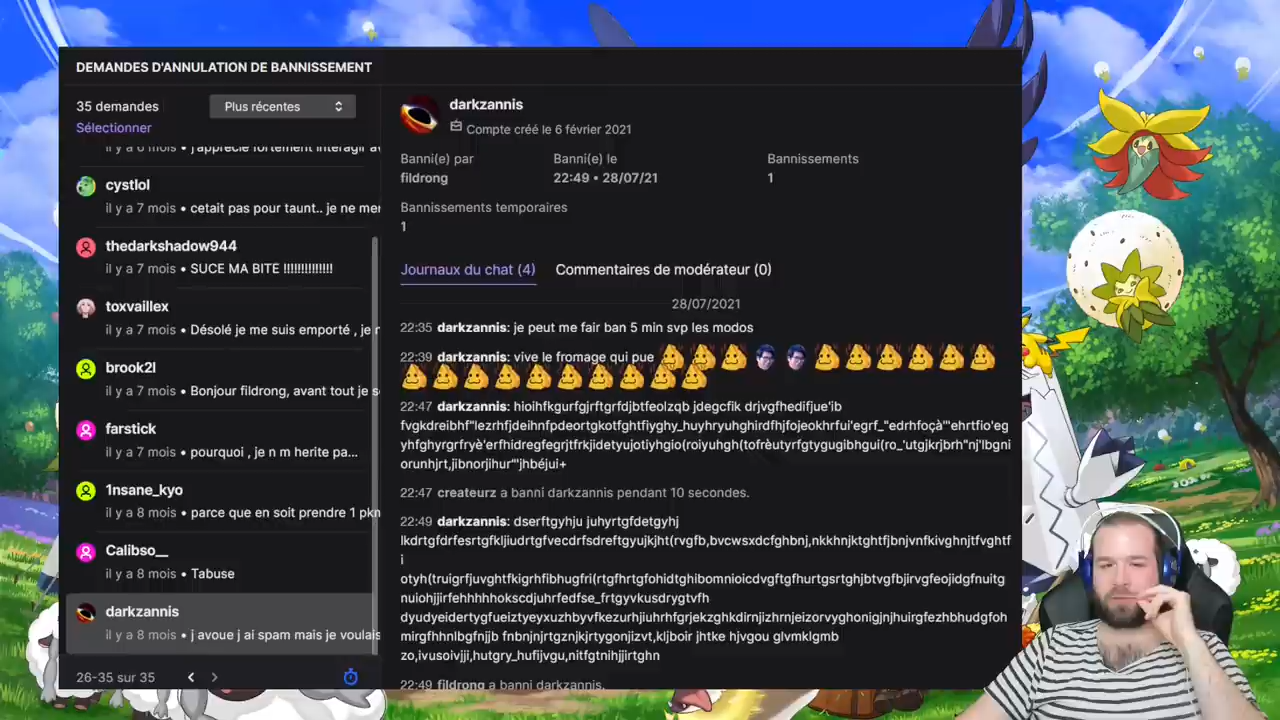 DEMANDES D'ANNULATION DE BANNISSEMENT
35 demandes
Plus récentes
Sélectionner
il y a 6 mois • j'apprécie fortement interagir av
cystlol
il y a 7 mois • cetait pas pour taunt.. je ne mer
thedarkshadow944
il y a 7 mois • SUCE MA BITE !!!!!!!!!!!!!!
toxvaillex
il y a 7 mois • Désolé je me suis emporté , je r
brook2l
il y a 7 mois • Bonjour fildrong, avant tout je s
farstick
il y a 7 mois • pourquoi , je n m herite pa...
1nsane_kyo
il y a 8 mois • parce que en soit prendre 1 pkn
Calibso__
il y a 8 mois • Tabuse
darkzannis
il y a 8 mois • j avoue j ai spam mais je voulais
26-35 sur 35
darkzannis
Compte créé le 6 février 2021
Banni(e) par
fildrong
Banni(e) le
22:49 • 28/07/21
Bannissements
1
Bannissements temporaires
1
Journaux du chat (4)
Commentaires de modérateur (0)
28/07/2021
22:35 darkzannis: je peut me fair ban 5 min svp les modos
22:39 darkzannis: vive le fromage qui pue
22:47 darkzannis: hioihfkgurfgjrftgrfdjbtfeolzqb jdegcfik drjvgfhedifjue'ib
fvgkdreibhf"lezrhfjdeihnfpdeortgkotfghtfiyghy_huyhryuhghirdfhjfojeokhrfui'egrf_"edrhfoçà'"ehrtfio'eg
yhfghyrgrfryè'erfhidregfegrjtfrkjidetyujotiyhgio(roiyuhgh(tofrèutyrfgtygugibhgui(ro_'utgjkrjbrh"nj'lbgni
orunhjrt,jibnorjihur"'jhbéjui+
22:47 createurz a banni darkzannis pendant 10 secondes.
22:49 darkzannis: dserftgyhju juhyrtgfdetgyhj
lkdrtgfdrfesrtgfkljiudrtgfvecdrfsdreftgyujkjht(rvgfb,bvcwsxdcfghbnj,nkkhnjktghtfjbnjvnfkivghnjtfvghtf
i
otyh(truigrfjuvghtfkigrhfibhugfri(rtgfhrtgfohidtghibomnioicdvgftgfhurtgsrtghjbtvgfbjirvgfeojidgfnuitg
nuiohjjirfehhhhhokscdjuhrfedfse_frtgyvkusdrygtvfh
dyudyeidertygfueiztyeyxuzhbyvfkezurhjiuhrhfgrjekzghkdirnjizhrnjeizorvyghonigjnjhuirgfezhbhudgfoh
mirgfhhnlbgfnjjb fnbnjnjrtgznjkjrtygonjizvt,kljboir jhtke hjvgou glvmklgmb
zo,ivusoivjji,hutgry_hufijvgu,nitfgtnihjjirtghn
22:49 fildrong a banni darkzannis.